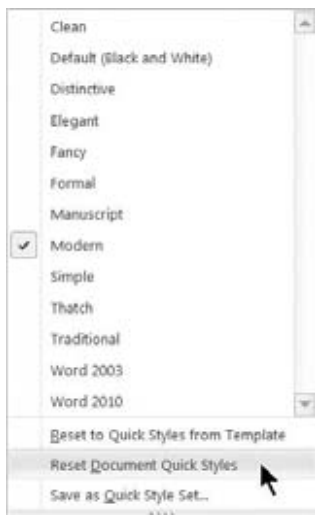 Clean
Default (Black and White)
Distinctive
Elegant
Fancy
Formal
Manuscript
Modern
Simple
Thatch
Traditional
Word 2003
Word 2010
Reset to Quick Styles from Template
Reset Document Quick Styles
Save as Quick Style Set...